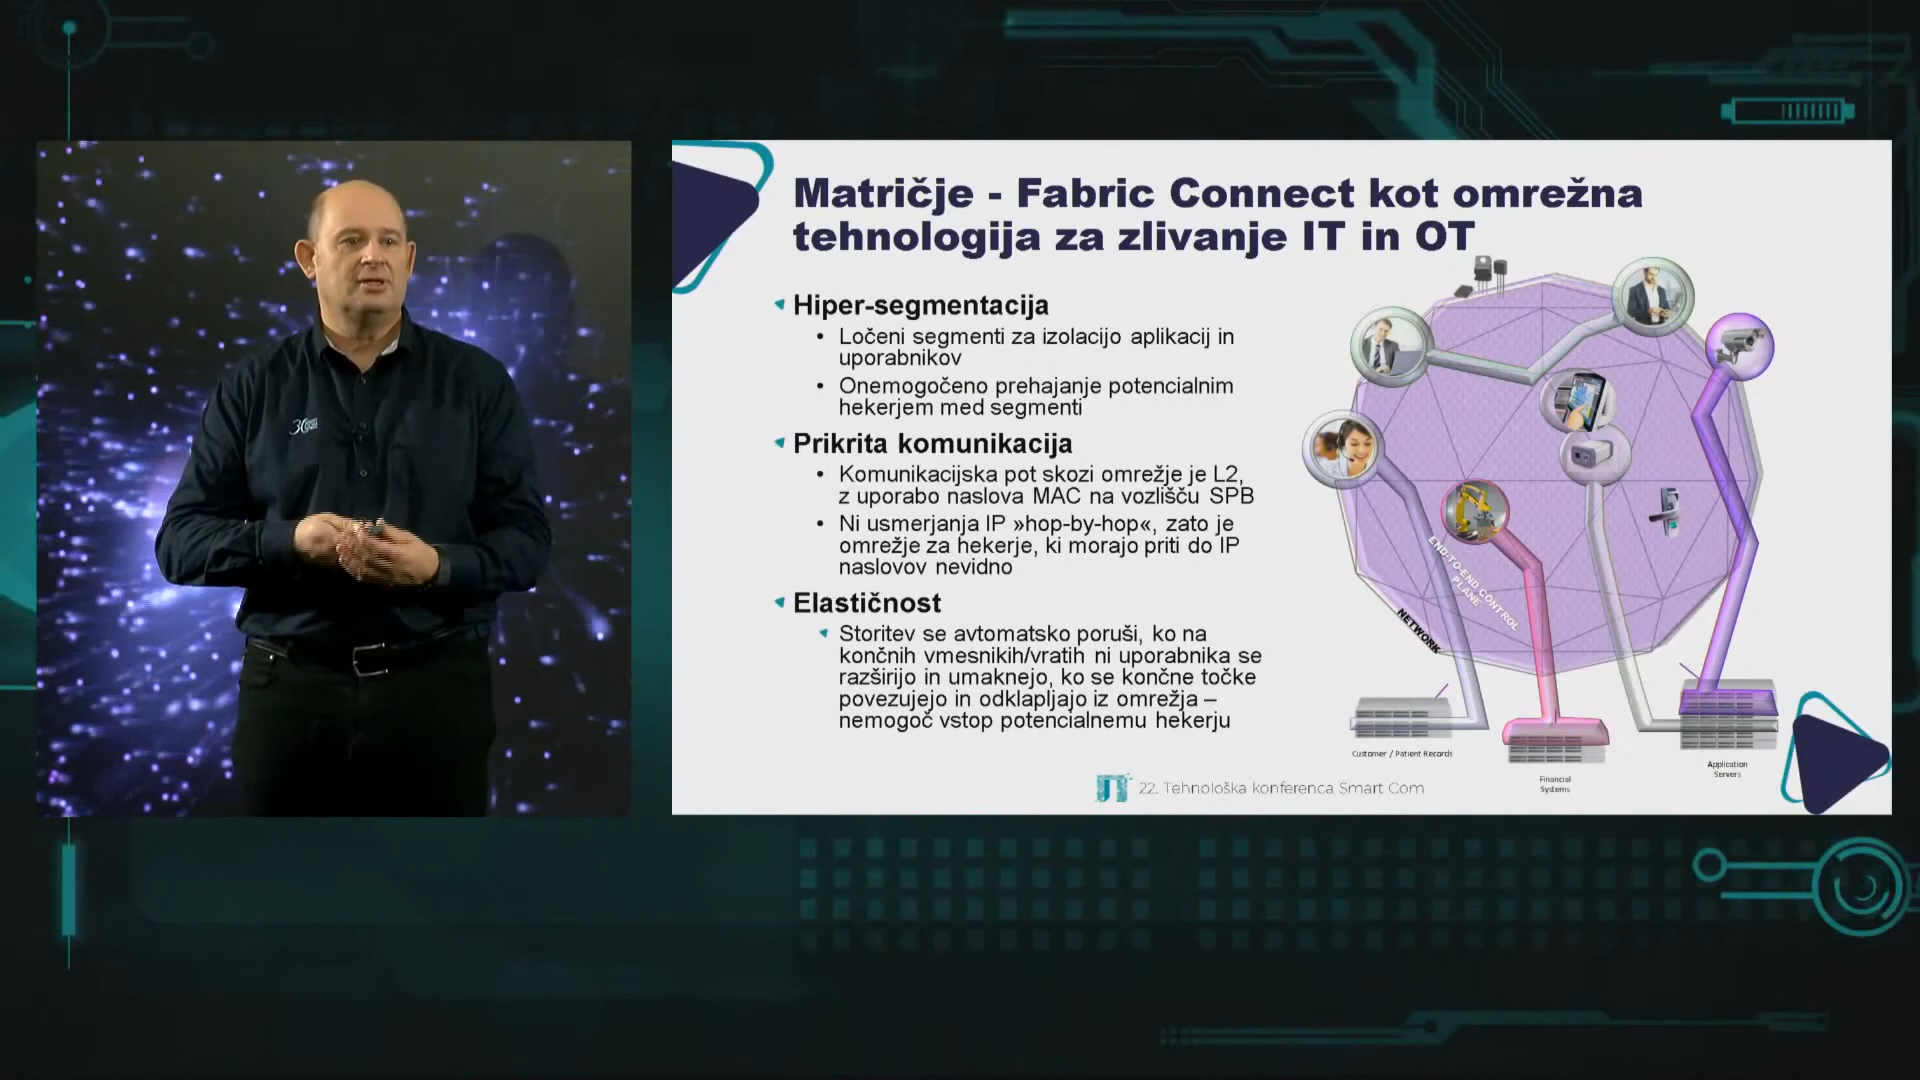 Matričje - Fabric Connect kot omrežna
tehnologija za zlivanje IT in OT
Hiper-segmentacija
• Ločeni segmenti za izolacijo aplikacij in
uporabnikov
• Onemogočeno prehajanje potencialnim
hekerjem med segmenti
Prikrita komunikacija
• Komunikacijska pot skozi omrežje je L2,
z uporabo naslova MAC na vozlišču SPB
• Ni usmerjanja IP »hop-by-hop«, zato je
omrežje za hekerje, ki morajo priti do IP
naslovov nevidno
Elastičnost
Storitev se avtomatsko poruši, ko na
končnih vmesnikih/vratih ni uporabnika se
razširijo in umaknejo, ko se končne točke
povezujejo in odklapljajo iz omrežja –
nemogoč vstop potencialnemu hekerju
END-TO-END CONTROL
PLANE
NETWORK
Customer / Patient Records
Financial
Systems
Application
Servers
22. Tehnološka konferenca Smart Com
30